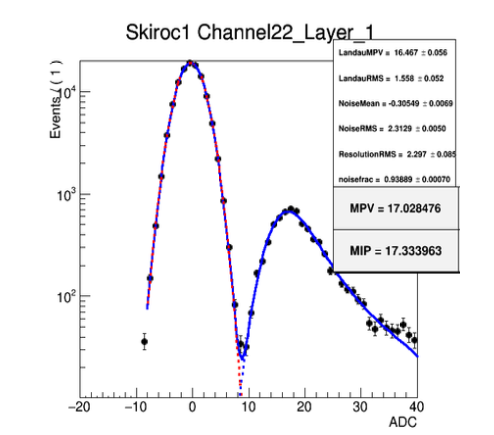 Skiroc1 Channel22_Layer_1
Events / ( 1 )
10⁴
10³
10²
LandauMPV = 16.467 ± 0.056
LandauRMS = 1.558 ± 0.052
NoiseMean = -0.30549 ± 0.0069
NoiseRMS = 2.3129 ± 0.0050
ResolutionRMS = 2.297 ± 0.085
noisefrac = 0.93889 ± 0.00070
MPV = 17.028476
MIP = 17.333963
−20 −10 0 10 20 30 40
ADC